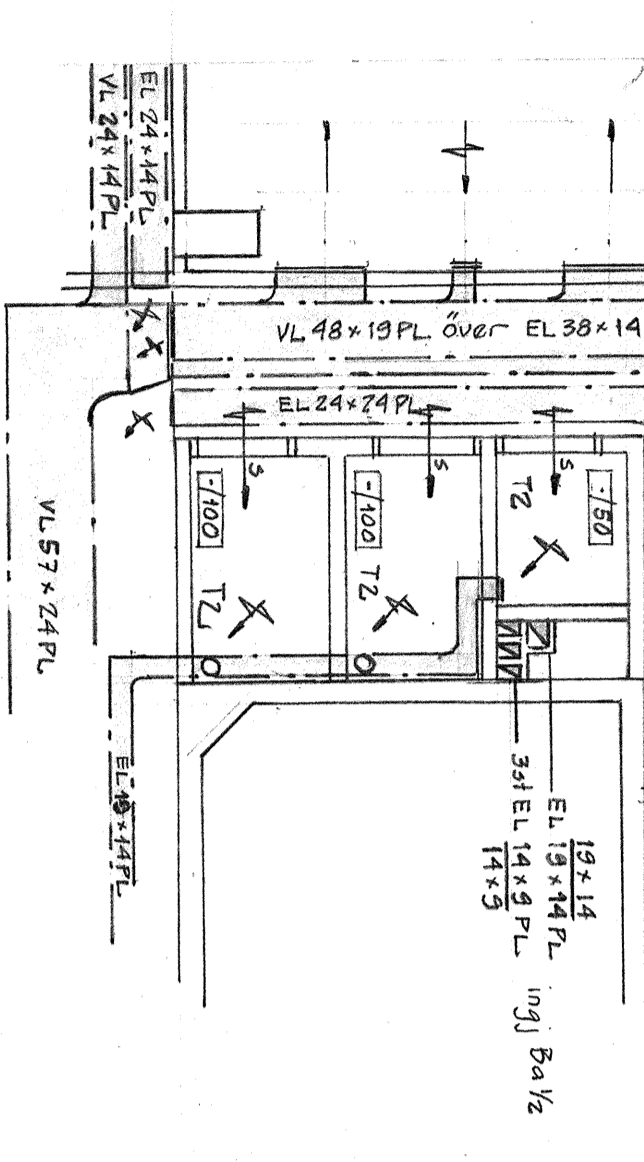 EL 24×14 PL
VL 24×14 PL
VL 48×19 PL över EL 38×14
EL 24×24 PL
S
S
S
-/100
-/100
-/50
T2
T2
T2
VL 57×24 PL
EL 19×14 PL
19×14
EL 19×14 PL
3st EL 14×9 PL ingj Ba 1/2
14×9